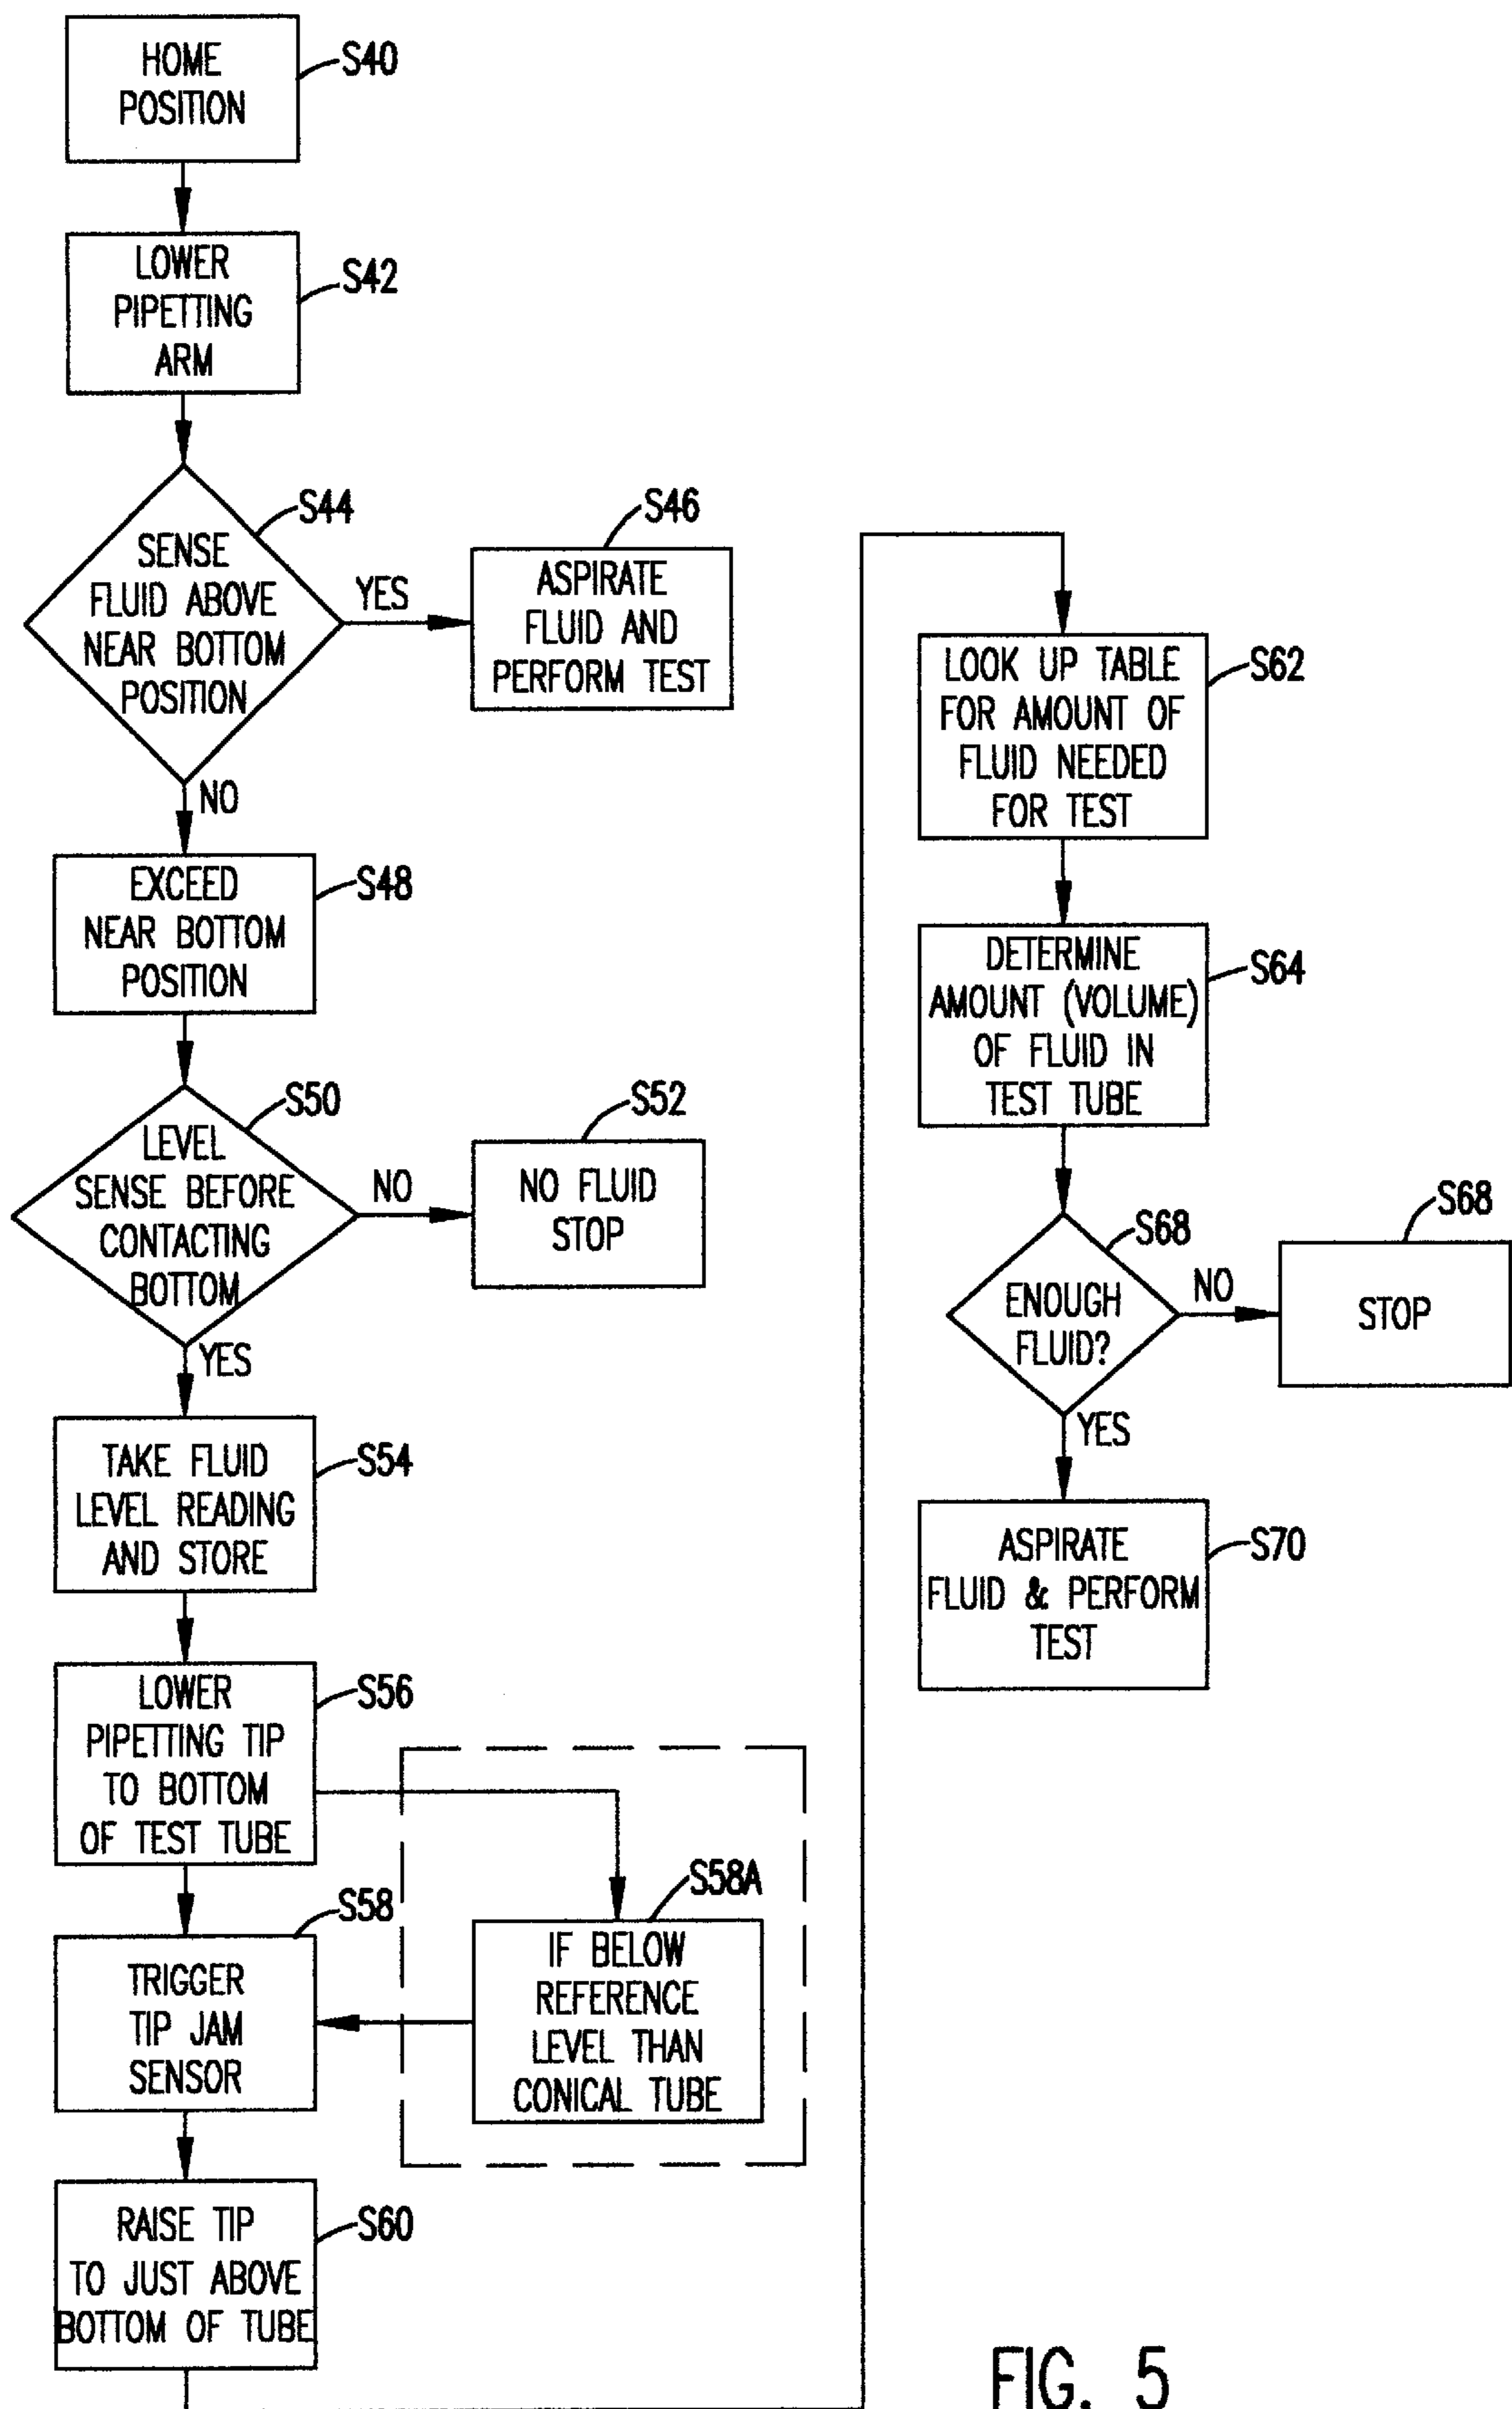 HOME
POSITION
S40
LOWER
PIPETTING
ARM
S42
SENSE
FLUID ABOVE
NEAR BOTTOM
POSITION
S44
YES
ASPIRATE
FLUID AND
PERFORM TEST
S46
NO
EXCEED
NEAR BOTTOM
POSITION
S48
LEVEL
SENSE BEFORE
CONTACTING
BOTTOM
S50
NO
NO FLUID
STOP
S52
YES
TAKE FLUID
LEVEL READING
AND STORE
S54
LOWER
PIPETTING TIP
TO BOTTOM
OF TEST TUBE
S56
IF BELOW
REFERENCE
LEVEL THAN
CONICAL TUBE
S58A
TRIGGER
TIP JAM
SENSOR
S58
RAISE TIP
TO JUST ABOVE
BOTTOM OF TUBE
S60
LOOK UP TABLE
FOR AMOUNT OF
FLUID NEEDED
FOR TEST
S62
DETERMINE
AMOUNT (VOLUME)
OF FLUID IN
TEST TUBE
S64
ENOUGH
FLUID?
S68
NO
STOP
S68
YES
ASPIRATE
FLUID & PERFORM
TEST
S70
FIG. 5